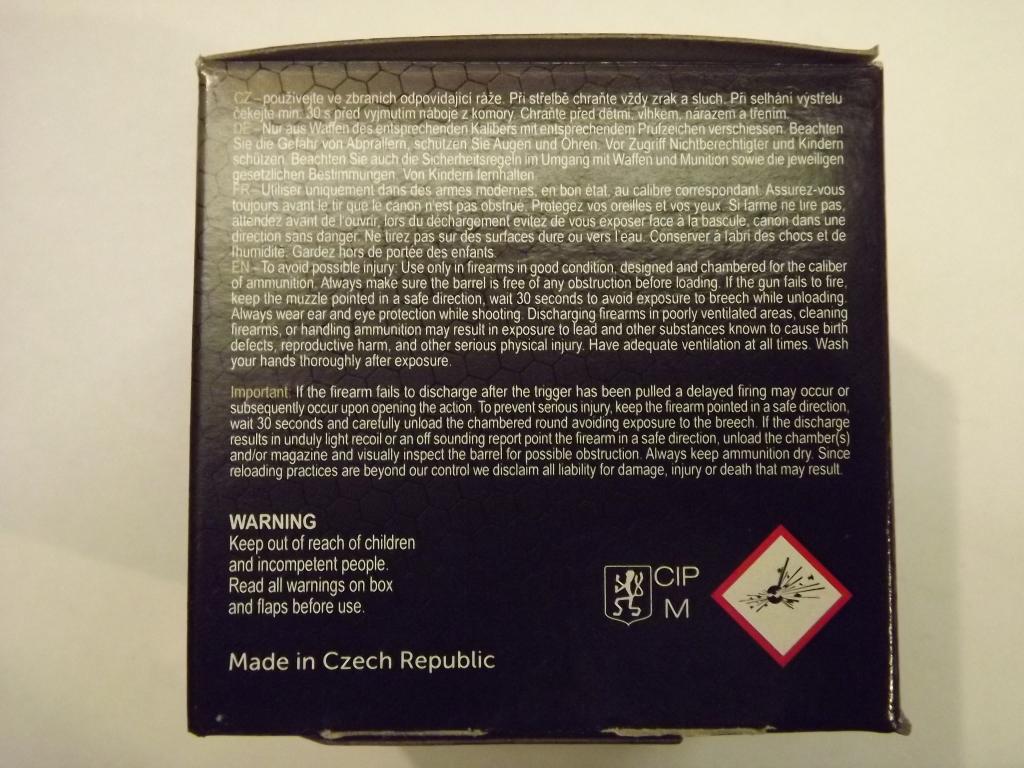 CZ – používejte ve zbraních odpovídající ráže. Při střelbě chraňte vždy zrak a sluch. Při selhání výstřelu
čekejte min. 30 s před vyjmutím náboje z komory. Chraňte před dětmi, vlhkem, nárazem a třením.
DE – Nur aus Waffen des entsprechenden Kalibers mit entsprechendem Prüfzeichen verschiessen. Beachten
Sie die Gefahr von Abprallern, schutzen Sie Augen und Ohren. Vor Zugriff Nichtberechtigter und Kindern
schützen. Beachten Sie auch die Sicherheitsregeln im Umgang mit Waffen und Munition sowie die jeweiligen
gesetzlichen Bestimmungen. Von Kindern fernhalten.
FR – Utiliser uniquement dans des armes modernes, en bon état, au calibre correspondant. Assurez-vous
toujours avant le tir que le canon n'est pas obstrué. Protegez vos oreilles et vos yeux. Si l'arme ne tire pas,
attendez avant de l'ouvrir, lors du déchargement evitez de vous exposer face à la bascule, canon dans une
direction sans danger. Ne tirez pas sur des surfaces dure ou vers l'eau. Conserver à l'abri des chocs et de
l'humidite. Gardez hors de portée des enfants.
EN – To avoid possible injury: Use only in firearms in good condition, designed and chambered for the caliber
of ammunition. Always make sure the barrel is free of any obstruction before loading. If the gun fails to fire,
keep the muzzle pointed in a safe direction, wait 30 seconds to avoid exposure to breech while unloading.
Always wear ear and eye protection while shooting. Discharging firearms in poorly ventilated areas, cleaning
firearms, or handling ammunition may result in exposure to lead and other substances known to cause birth
defects, reproductive harm, and other serious physical injury. Have adequate ventilation at all times. Wash
your hands thoroughly after exposure.
Important: If the firearm fails to discharge after the trigger has been pulled a delayed firing may occur or
subsequently occur upon opening the action. To prevent serious injury, keep the firearm pointed in a safe direction,
wait 30 seconds and carefully unload the chambered round avoiding exposure to the breech. If the discharge
results in unduly light recoil or an off sounding report point the firearm in a safe direction, unload the chamber(s)
and/or magazine and visually inspect the barrel for possible obstruction. Always keep ammunition dry. Since
reloading practices are beyond our control we disclaim all liability for damage, injury or death that may result.
WARNING
Keep out of reach of children
and incompetent people.
Read all warnings on box
and flaps before use.
CIP
M
Made in Czech Republic